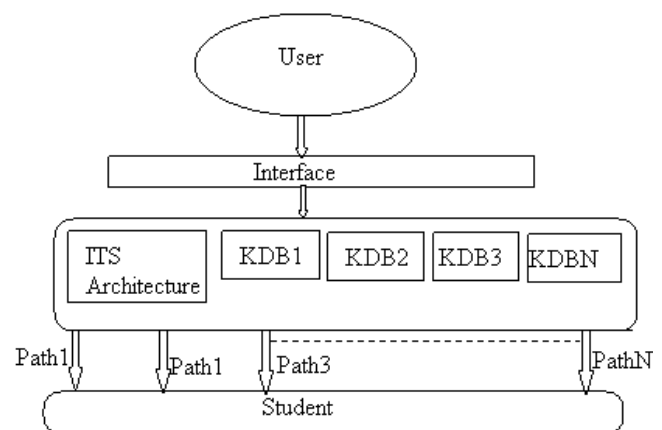 User
Interface
ITS
Architecture
KDB1
KDB2
KDB3
KDBN
Path1
Path1
Path3
PathN
Student